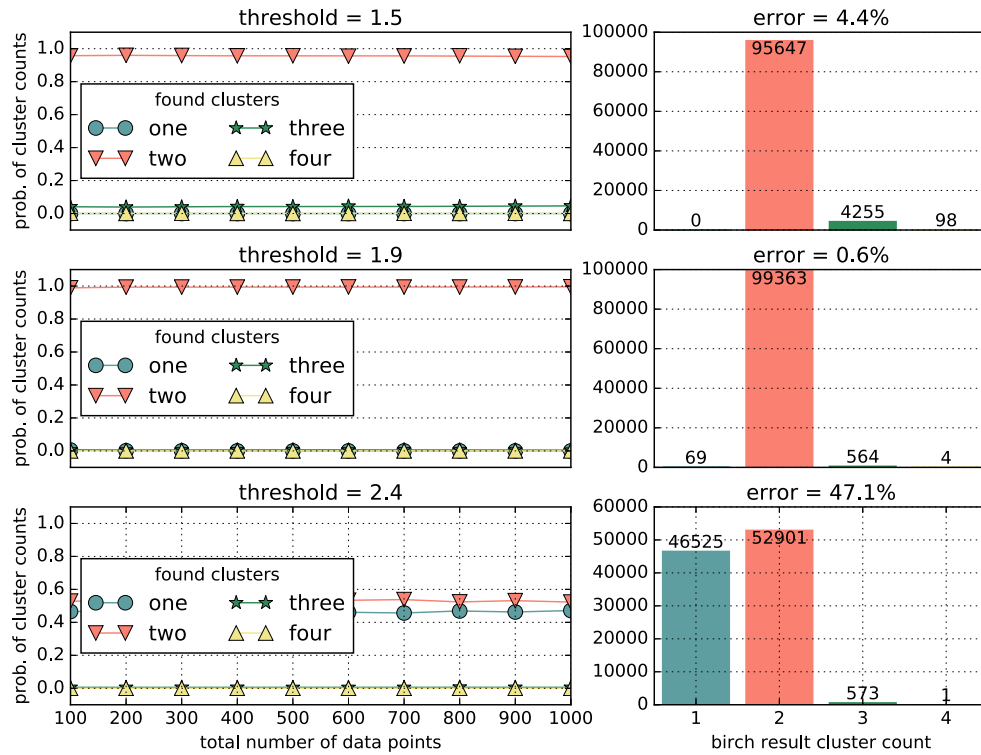 threshold = 1.5
prob. of cluster counts
1.0
0.8
0.6
0.4
0.2
0.0
found clusters
one three
two four
error = 4.4%
100000
80000
60000
40000
20000
0
0 95647 4255 98
threshold = 1.9
prob. of cluster counts
1.0
0.8
0.6
0.4
0.2
0.0
found clusters
one three
two four
error = 0.6%
100000
80000
60000
40000
20000
0
69 99363 564 4
threshold = 2.4
prob. of cluster counts
1.0
0.8
0.6
0.4
0.2
0.0
found clusters
one three
two four
100 200 300 400 500 600 700 800 900 1000
total number of data points
error = 47.1%
60000
50000
40000
30000
20000
10000
0
46525 52901 573 1
1 2 3 4
birch result cluster count